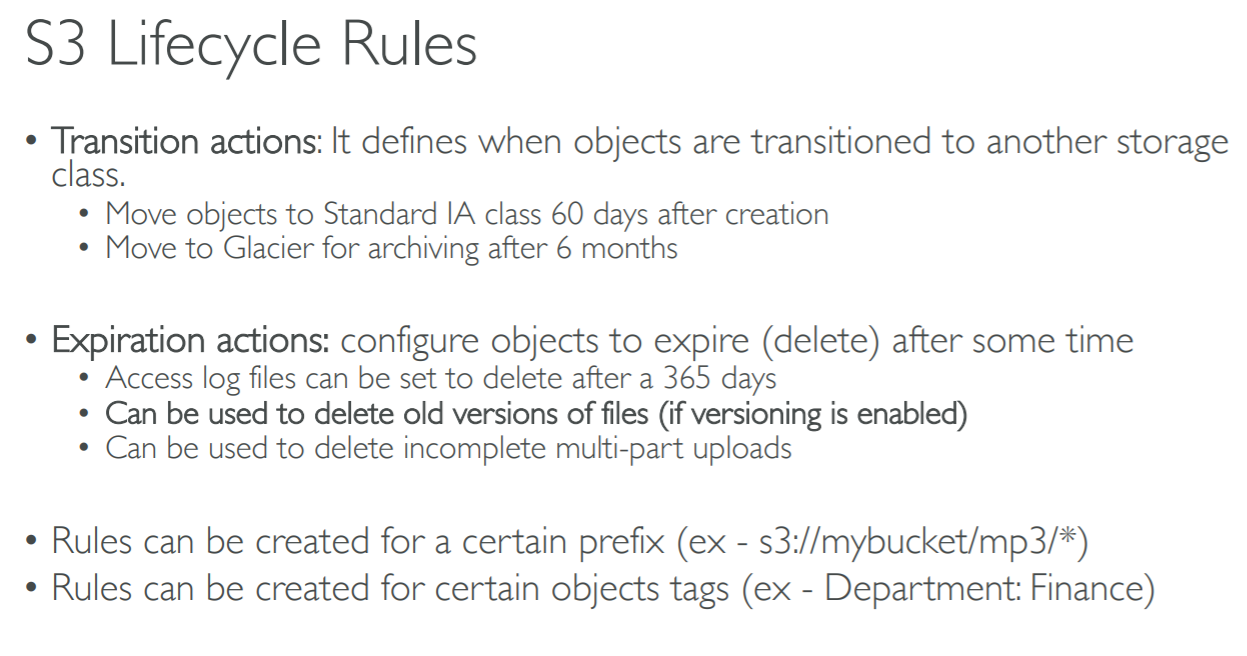 S3 Lifecycle Rules
• Transition actions: It defines when objects are transitioned to another storage
class.
• Move objects to Standard IA class 60 days after creation
• Move to Glacier for archiving after 6 months
• Expiration actions: configure objects to expire (delete) after some time
• Access log files can be set to delete after a 365 days
• Can be used to delete old versions of files (if versioning is enabled)
• Can be used to delete incomplete multi-part uploads
• Rules can be created for a certain prefix (ex - s3://mybucket/mp3/*)
• Rules can be created for certain objects tags (ex - Department: Finance)